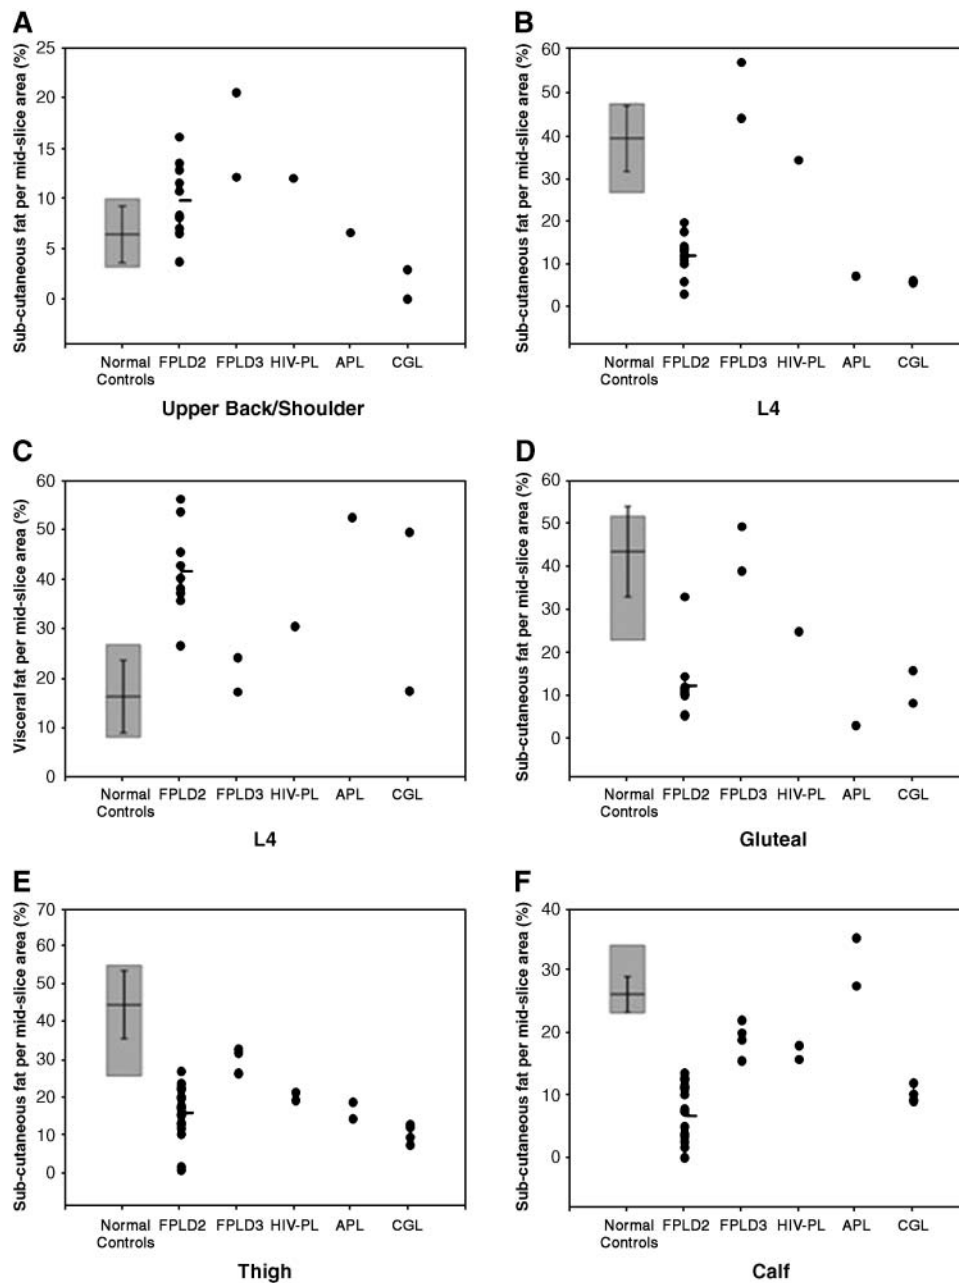 A
Sub-cutaneous fat per mid-slice area (%)
25
20
15
10
5
0
Normal Controls FPLD2 FPLD3 HIV-PL APL CGL
Upper Back/Shoulder
B
Sub-cutaneous fat per mid-slice area (%)
60
50
40
30
20
10
0
Normal Controls FPLD2 FPLD3 HIV-PL APL CGL
L4
C
Visceral fat per mid-slice area (%)
60
50
40
30
20
10
0
Normal Controls FPLD2 FPLD3 HIV-PL APL CGL
L4
D
Sub-cutaneous fat per mid-slice area (%)
60
50
40
30
20
10
0
Normal Controls FPLD2 FPLD3 HIV-PL APL CGL
Gluteal
E
Sub-cutaneous fat per mid-slice area (%)
70
60
50
40
30
20
10
0
Normal Controls FPLD2 FPLD3 HIV-PL APL CGL
Thigh
F
Sub-cutaneous fat per mid-slice area (%)
40
30
20
10
0
Normal Controls FPLD2 FPLD3 HIV-PL APL CGL
Calf